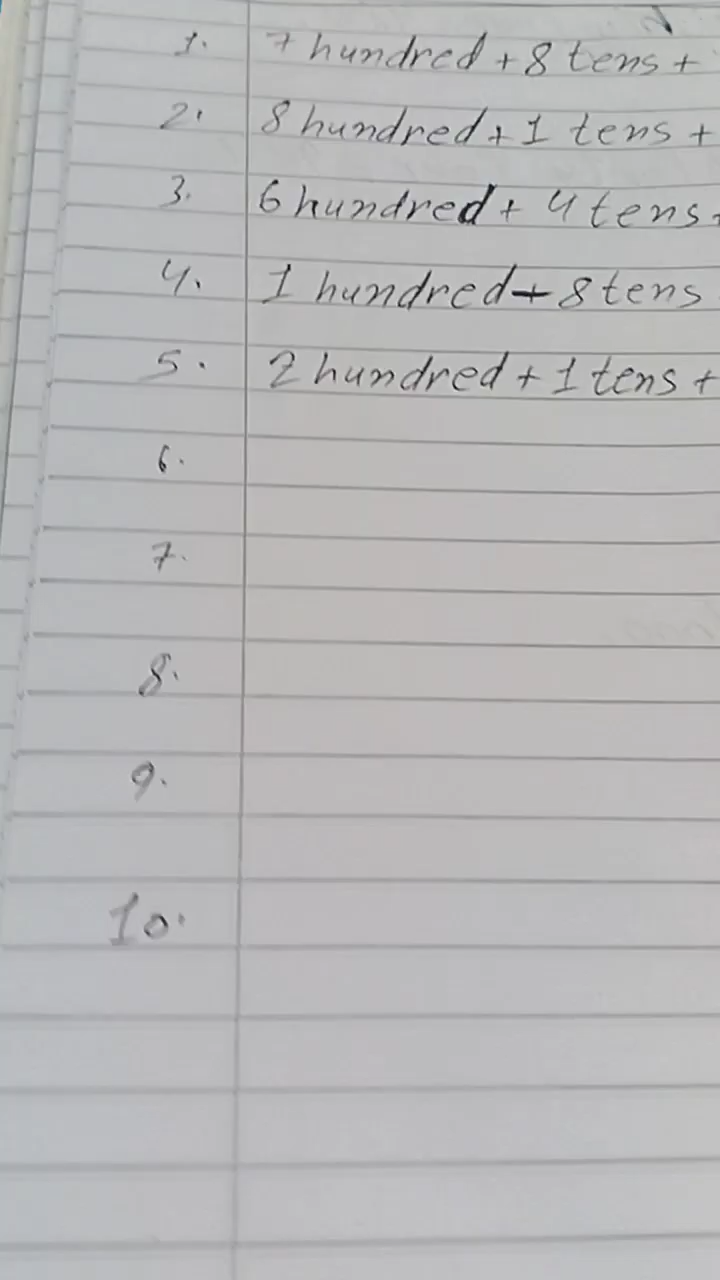 1. 7 hundred + 8 tens +
2. 8 hundred + 1 tens +
3. 6 hundred + 4 tens +
4. 1 hundred + 8 tens
5. 2 hundred + 1 tens +
6.
7.
8.
9.
10.